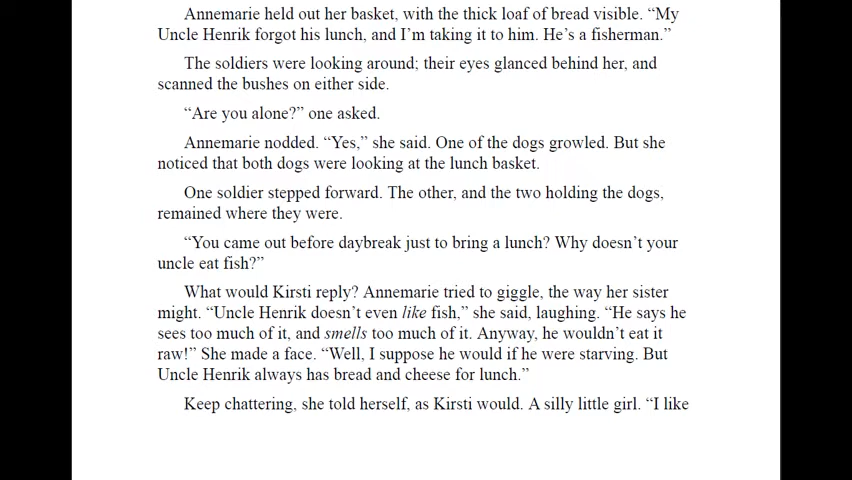 Annemarie held out her basket, with the thick loaf of bread visible. “My
Uncle Henrik forgot his lunch, and I’m taking it to him. He’s a fisherman.”
The soldiers were looking around; their eyes glanced behind her, and
scanned the bushes on either side.
“Are you alone?” one asked.
Annemarie nodded. “Yes,” she said. One of the dogs growled. But she
noticed that both dogs were looking at the lunch basket.
One soldier stepped forward. The other, and the two holding the dogs,
remained where they were.
“You came out before daybreak just to bring a lunch? Why doesn’t your
uncle eat fish?”
What would Kirsti reply? Annemarie tried to giggle, the way her sister
might. “Uncle Henrik doesn’t even like fish,” she said, laughing. “He says he
sees too much of it, and smells too much of it. Anyway, he wouldn’t eat it
raw!” She made a face. “Well, I suppose he would if he were starving. But
Uncle Henrik always has bread and cheese for lunch.”
Keep chattering, she told herself, as Kirsti would. A silly little girl. “I like